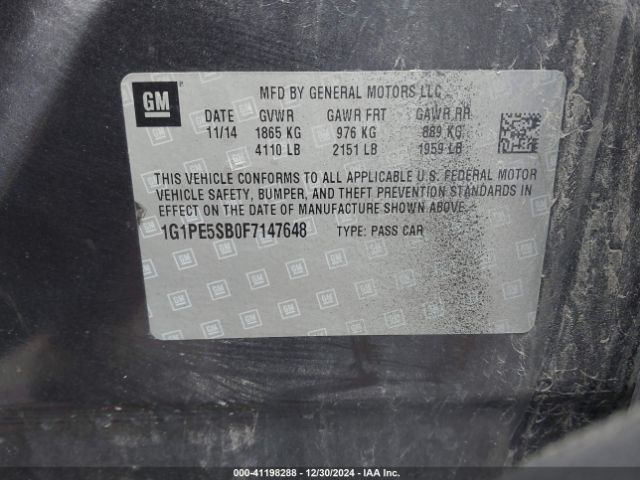 GM
MFD BY GENERAL MOTORS LLC
DATE GVWR GAWR FRT GAWR RR
11/14 1865 KG 976 KG 889 KG
4110 LB 2151 LB 1959 LB
THIS VEHICLE CONFORMS TO ALL APPLICABLE U.S. FEDERAL MOTOR
VEHICLE SAFETY, BUMPER, AND THEFT PREVENTION STANDARDS IN
EFFECT ON THE DATE OF MANUFACTURE SHOWN ABOVE.
1G1PE5SB0F7147648 TYPE: PASS CAR
000-41198288 - 12/30/2024 - IAA Inc.